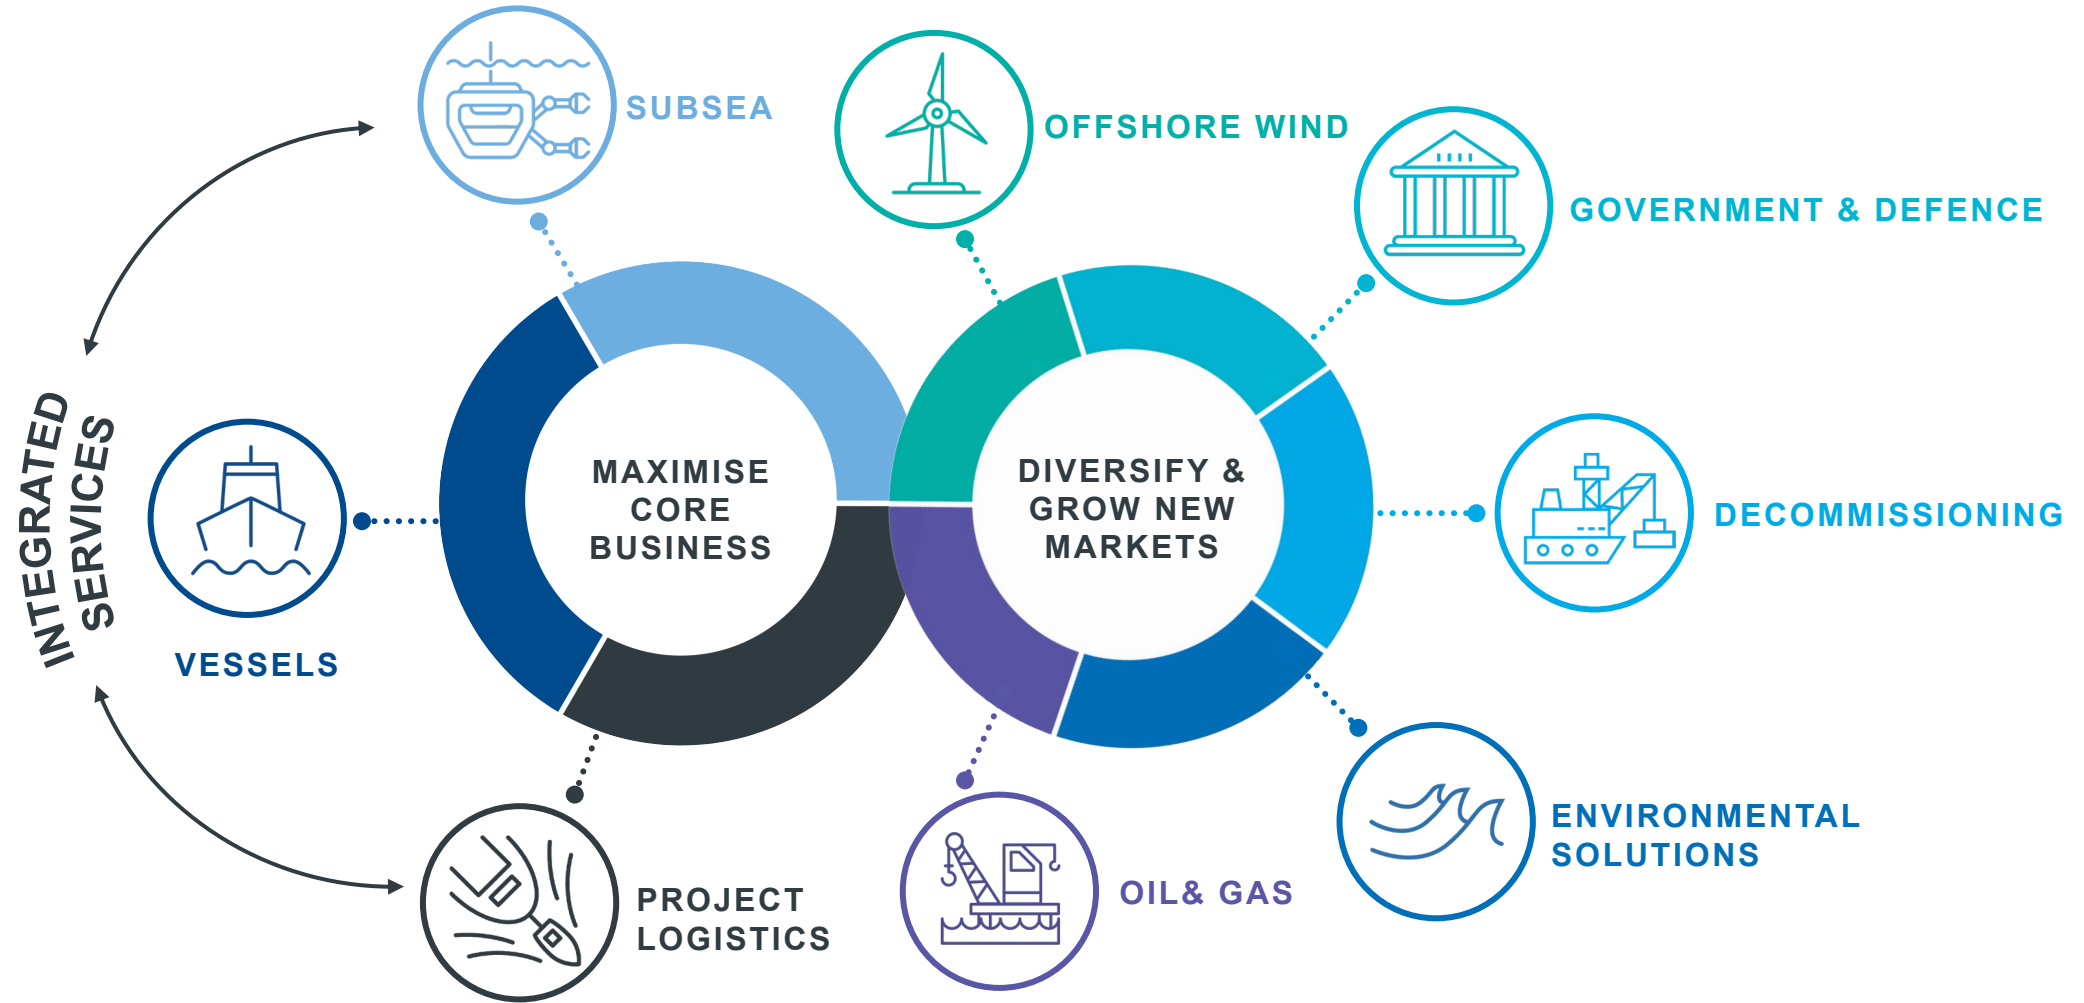 INTEGRATED
SERVICES
SUBSEA
VESSELS
PROJECT
LOGISTICS
MAXIMISE
CORE
BUSINESS
DIVERSIFY &
GROW NEW
MARKETS
OFFSHORE WIND
GOVERNMENT & DEFENCE
DECOMMISSIONING
ENVIRONMENTAL
SOLUTIONS
OIL& GAS